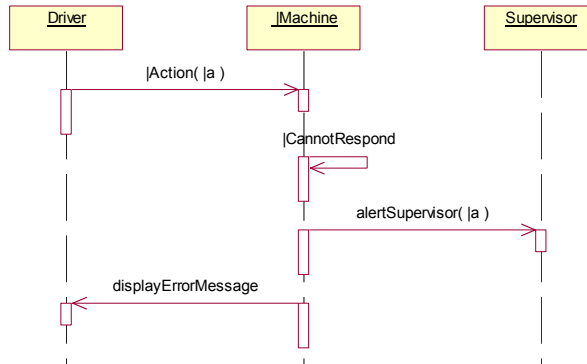 Driver
|Machine
Supervisor
|Action( |a )
|CannotRespond
alertSupervisor( |a )
displayErrorMessage